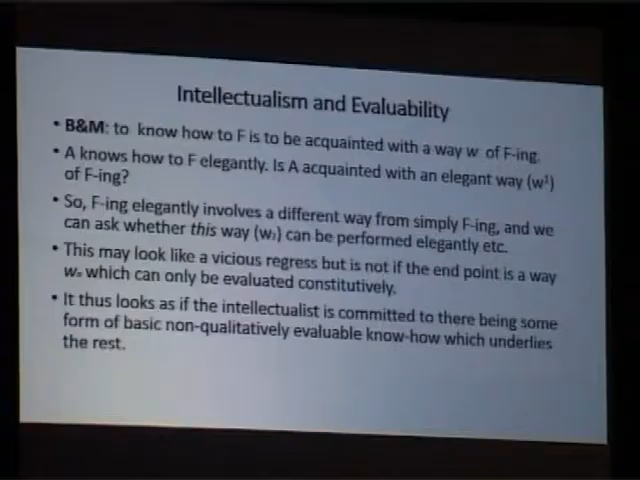 Intellectualism and Evaluability
• B&M: to know how to F is to be acquainted with a way w of F-ing.
• A knows how to F elegantly. Is A acquainted with an elegant way (w¹)
of F-ing?
• So, F-ing elegantly involves a different way from simply F-ing, and we
can ask whether this way (w₂) can be performed elegantly etc.
• This may look like a vicious regress but is not if the end point is a way
wₙ which can only be evaluated constitutively.
• It thus looks as if the intellectualist is committed to there being some
form of basic non-qualitatively evaluable know-how which underlies
the rest.